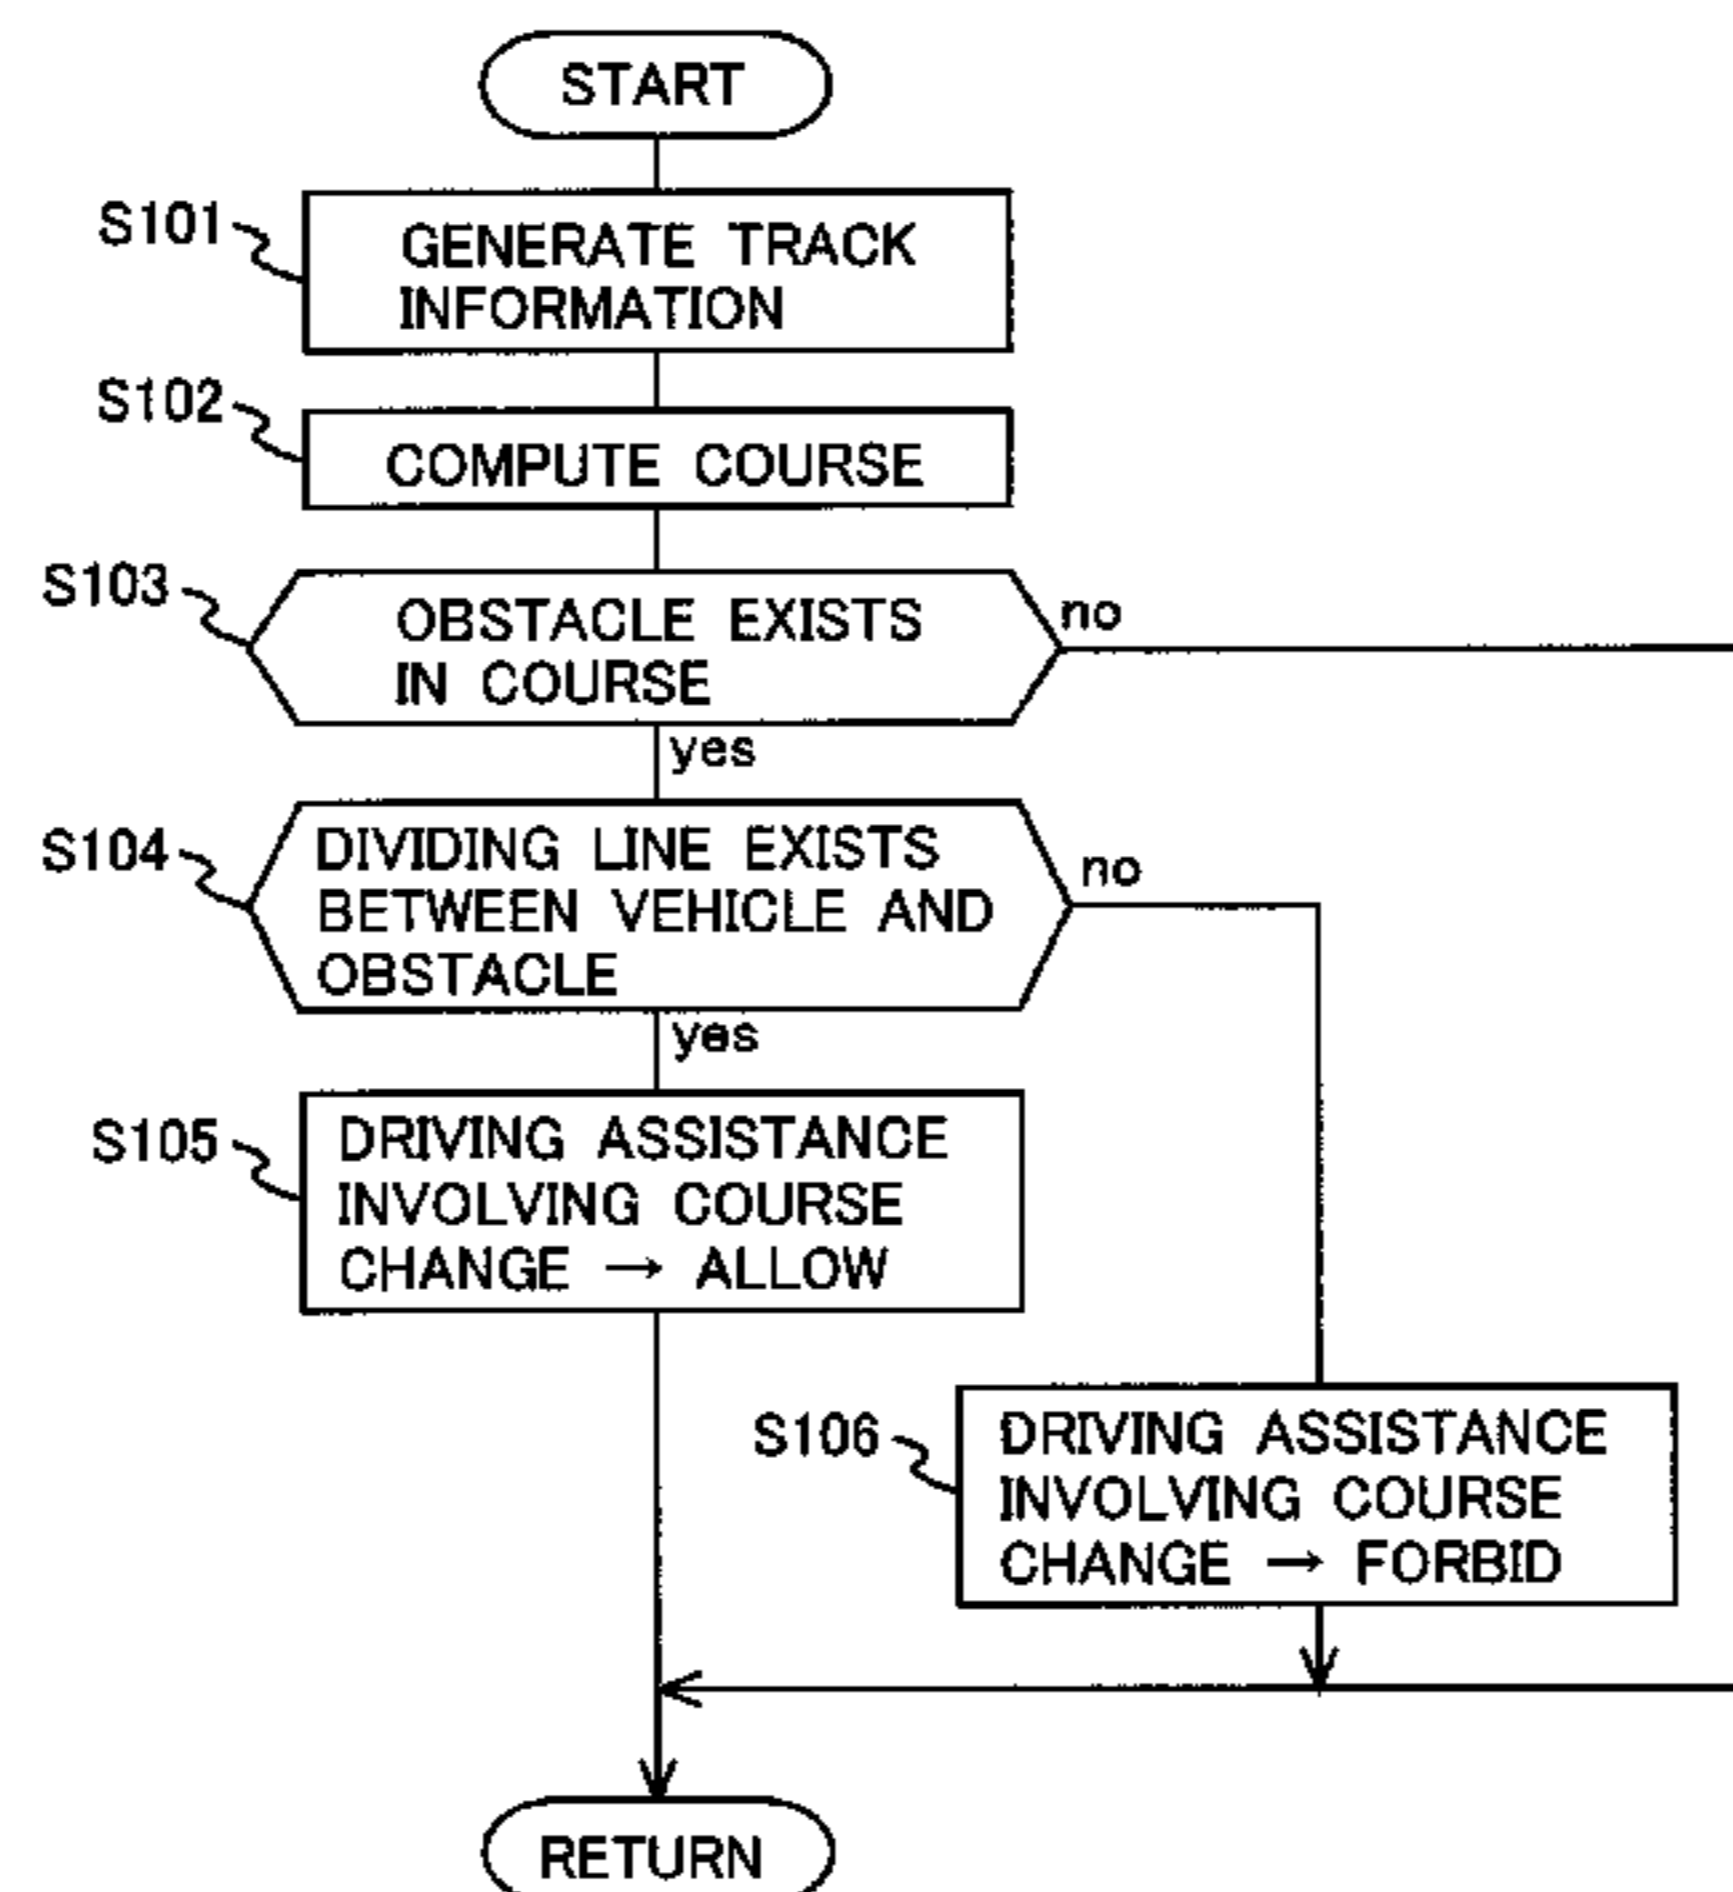 START
S101
GENERATE TRACK
INFORMATION
S102
COMPUTE COURSE
S103
OBSTACLE EXISTS
IN COURSE
no
yes
S104
DIVIDING LINE EXISTS
BETWEEN VEHICLE AND
OBSTACLE
no
yes
S105
DRIVING ASSISTANCE
INVOLVING COURSE
CHANGE → ALLOW
S106
DRIVING ASSISTANCE
INVOLVING COURSE
CHANGE → FORBID
RETURN